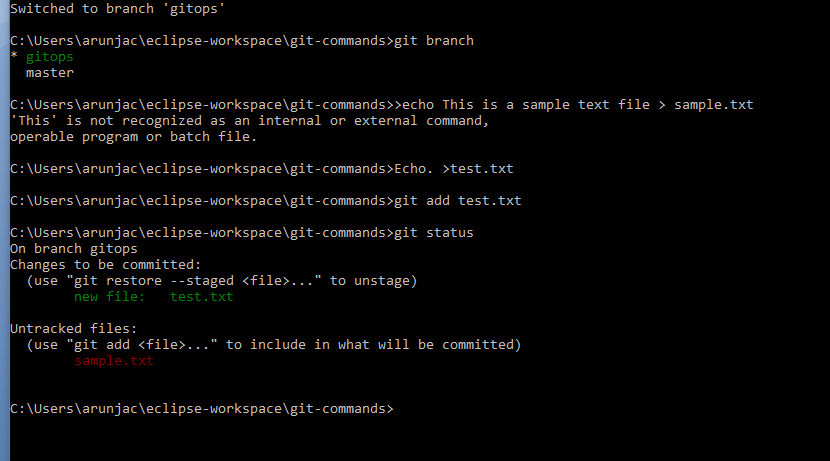 Switched to branch 'gitops'
C:\Users\arunjac\eclipse-workspace\git-commands>git branch
* gitops
  master
C:\Users\arunjac\eclipse-workspace\git-commands>>echo This is a sample text file > sample.txt
'This' is not recognized as an internal or external command,
operable program or batch file.
C:\Users\arunjac\eclipse-workspace\git-commands>Echo. >test.txt
C:\Users\arunjac\eclipse-workspace\git-commands>git add test.txt
C:\Users\arunjac\eclipse-workspace\git-commands>git status
On branch gitops
Changes to be committed:
  (use "git restore --staged <file>..." to unstage)
        new file:   test.txt
Untracked files:
  (use "git add <file>..." to include in what will be committed)
        sample.txt
C:\Users\arunjac\eclipse-workspace\git-commands>